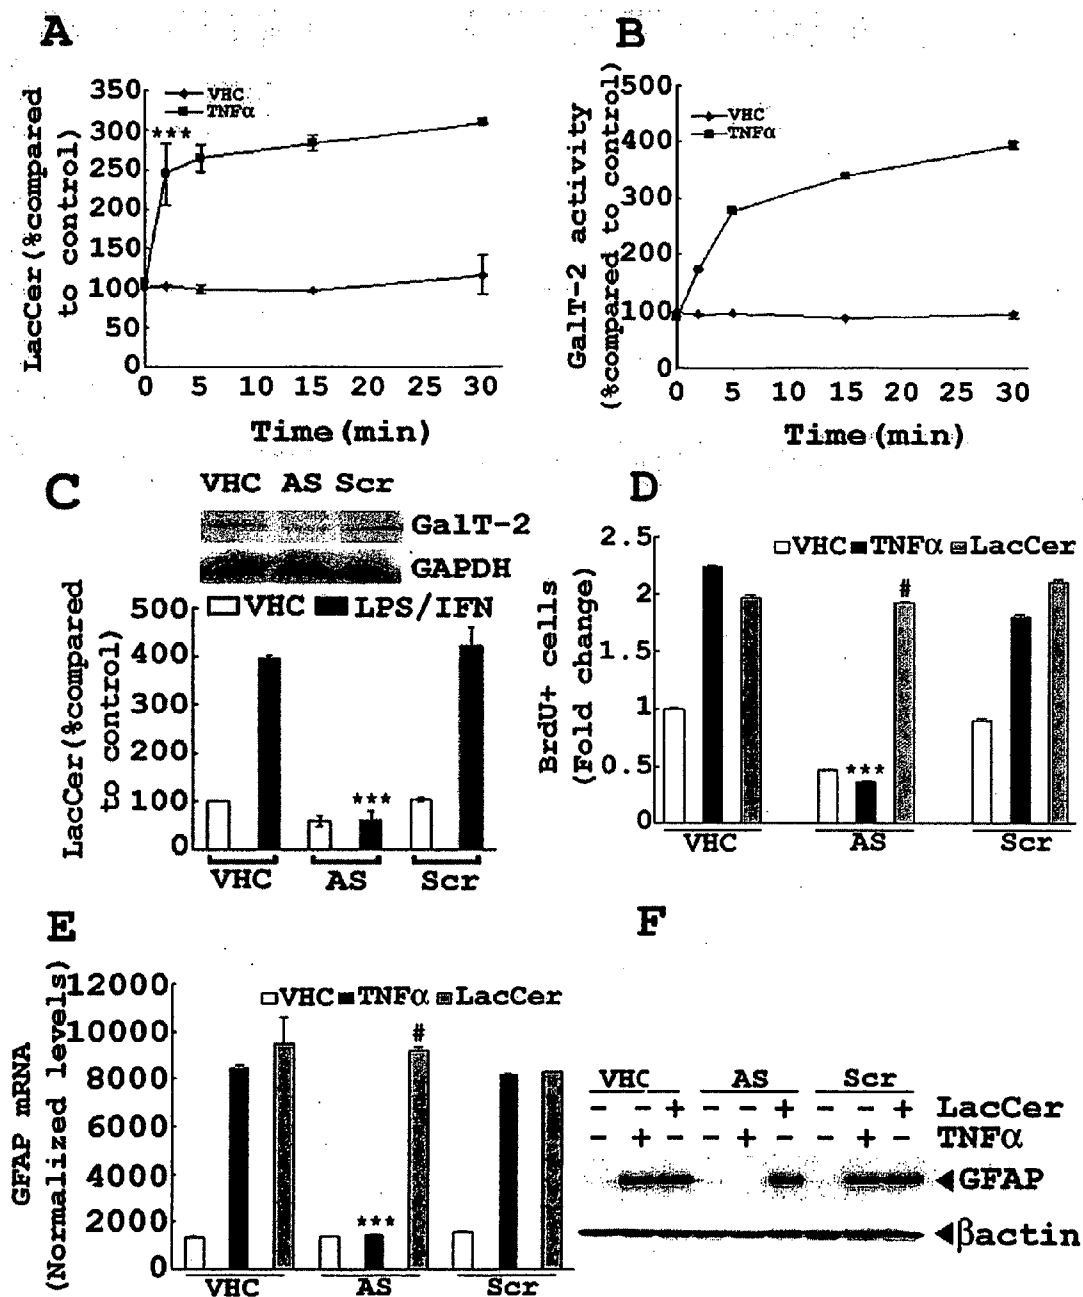 A
LacCer(%compared
to control)
350
300
250
200
150
100
50
0
VHC
TNFα
***
0 5 10 15 20 25 30
Time(min)
B
GalT-2 activity
(%compared to control)
500
400
300
200
100
0
VHC
TNFα
0 5 10 15 20 25 30
Time(min)
C
VHC AS Scr
GalT-2
GAPDH
VHC LPS/IFN
LacCer(%compared
to control)
500
400
300
200
100
0
***
VHC AS Scr
D
BrdU+ cells
(Fold change)
2.5
2
1.5
1
0.5
0
VHC TNFα LacCer
#
***
VHC AS Scr
E
GFAP mRNA
(Normalized levels)
12000
10000
8000
6000
4000
2000
0
VHC TNFα LacCer
#
***
VHC AS Scr
F
VHC AS Scr
- - + - - + - - + LacCer
- + - - + - - + - TNFα
GFAP
βactin